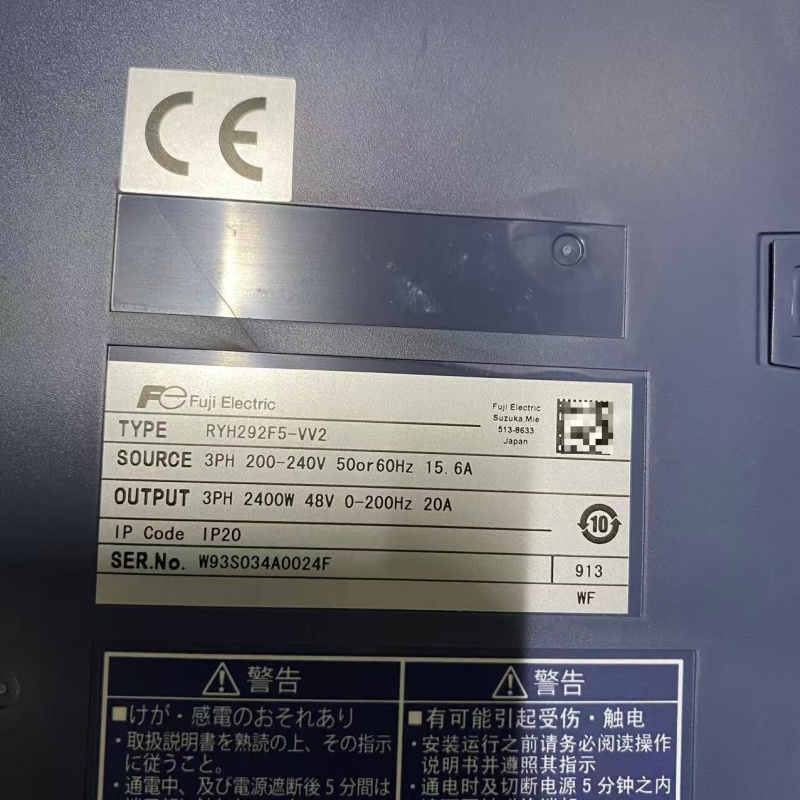 CE
Fe Fuji Electric
Fuji Electric
Suzuka.Mie
513-8633
Japan
TYPE RYH292F5-VV2
SOURCE 3PH 200-240V 50or60Hz 15.6A
OUTPUT 3PH 2400W 48V 0-200Hz 20A
10
IP Code IP20
SER.No. W93S034A0024F
913
WF
警告
■けが・感電のおそれあり
・取扱説明書を熟読の上、その指示
に従うこと。
・通電中、及び電源遮断後5分間は
警告
■有可能引起受伤・触电
・安装运行之前请务必阅读操作
说明书并遵照其指示
・通电时及切断电源5分钟之内